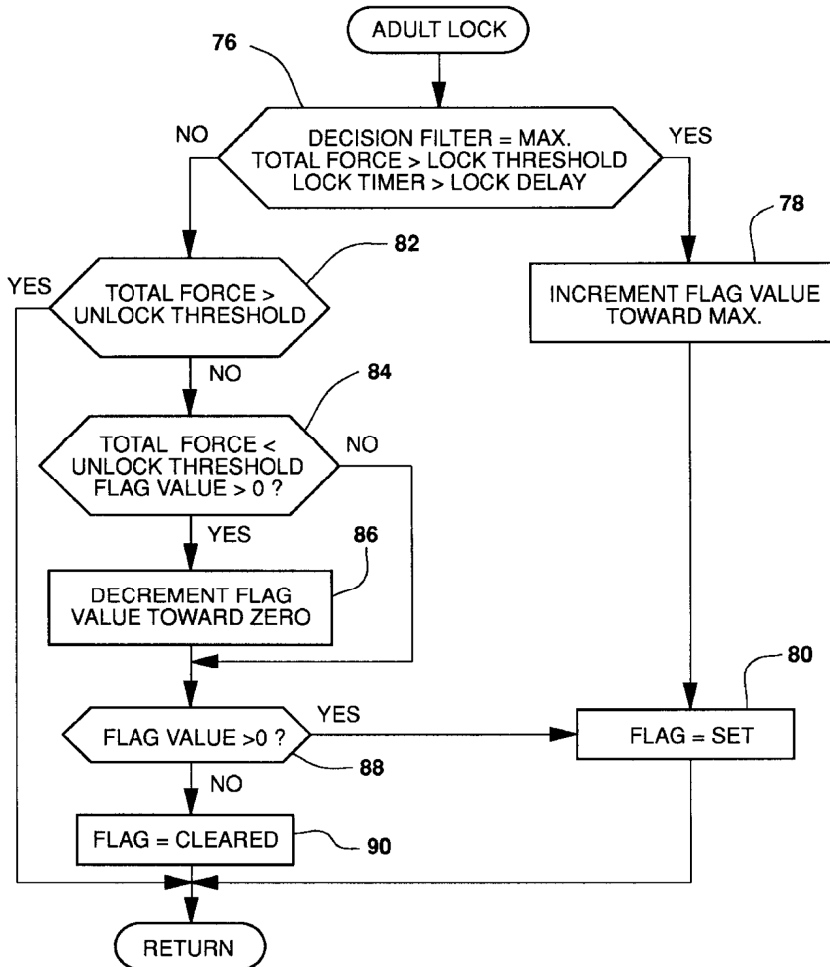 ADULT LOCK
76
NO
DECISION FILTER = MAX.
TOTAL FORCE > LOCK THRESHOLD
LOCK TIMER > LOCK DELAY
YES
78
82
YES
TOTAL FORCE >
UNLOCK THRESHOLD
INCREMENT FLAG VALUE
TOWARD MAX.
NO
84
TOTAL FORCE <
UNLOCK THRESHOLD
FLAG VALUE > 0 ?
NO
YES
86
DECREMENT FLAG
VALUE TOWARD ZERO
80
FLAG VALUE >0 ?
YES
FLAG = SET
88
NO
FLAG = CLEARED
90
RETURN